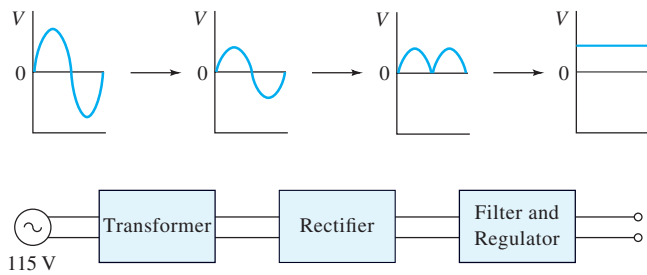 V
V
V
V
0
0
0
0
Transformer
Rectifier
Filter and
Regulator
115 V